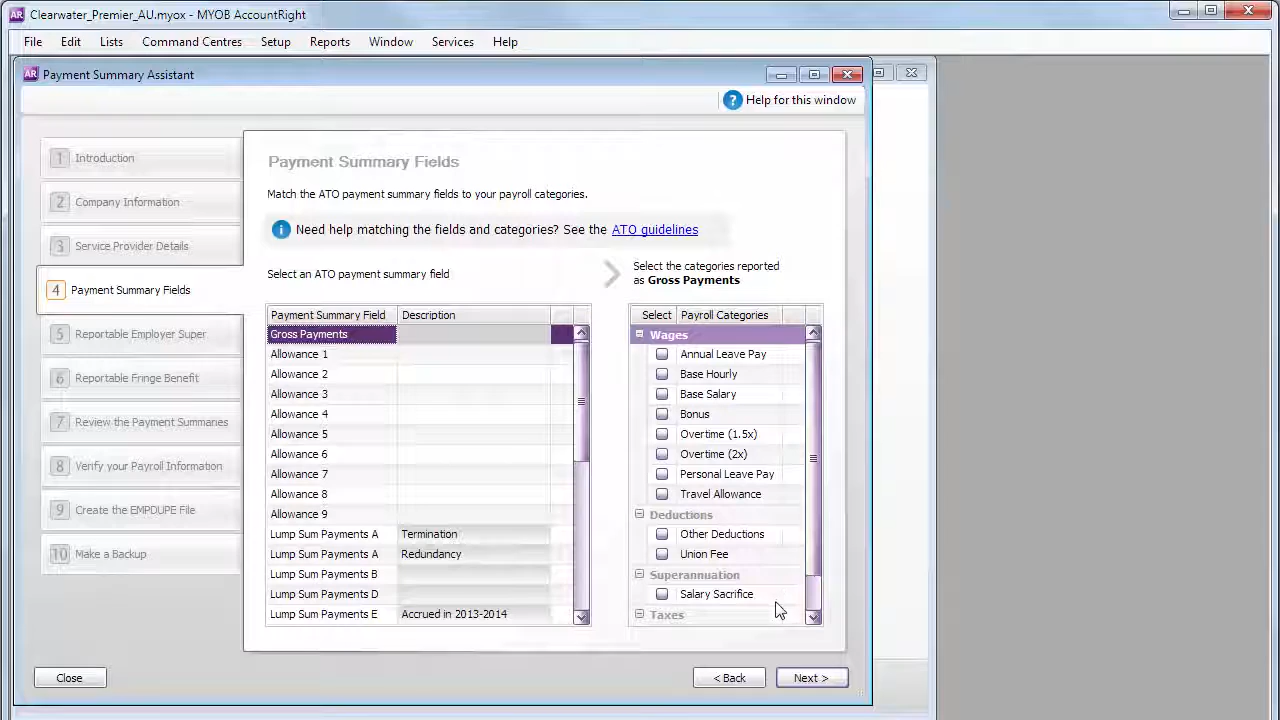 AR Clearwater_Premier_AU.myox - MYOB AccountRight
File Edit Lists Command Centres Setup Reports Window Services Help
AR Payment Summary Assistant
? Help for this window
1 Introduction
2 Company Information
3 Service Provider Details
4 Payment Summary Fields
5 Reportable Employer Super
6 Reportable Fringe Benefit
7 Review the Payment Summaries
8 Verify your Payroll Information
9 Create the EMPDUPE File
10 Make a Backup
Payment Summary Fields
Match the ATO payment summary fields to your payroll categories.
i Need help matching the fields and categories? See the ATO guidelines
Select an ATO payment summary field
Payment Summary Field Description
Gross Payments
Allowance 1
Allowance 2
Allowance 3
Allowance 4
Allowance 5
Allowance 6
Allowance 7
Allowance 8
Allowance 9
Lump Sum Payments A Termination
Lump Sum Payments A Redundancy
Lump Sum Payments B
Lump Sum Payments D
Lump Sum Payments E Accrued in 2013-2014
Select the categories reported
as Gross Payments
Select Payroll Categories
Wages
Annual Leave Pay
Base Hourly
Base Salary
Bonus
Overtime (1.5x)
Overtime (2x)
Personal Leave Pay
Travel Allowance
Deductions
Other Deductions
Union Fee
Superannuation
Salary Sacrifice
Taxes
Close
< Back
Next >